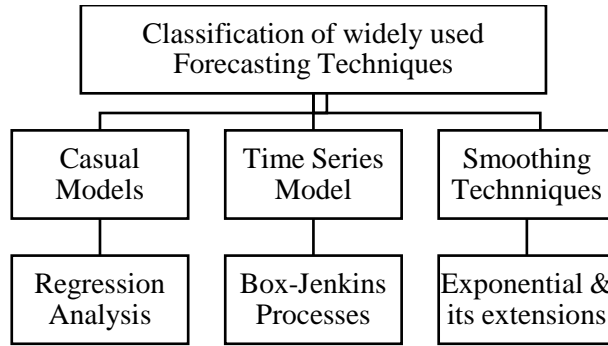 Classification of widely used
Forecasting Techniques
Casual
Models
Time Series
Model
Smoothing
Technniques
Regression
Analysis
Box-Jenkins
Processes
Exponential &
its extensions